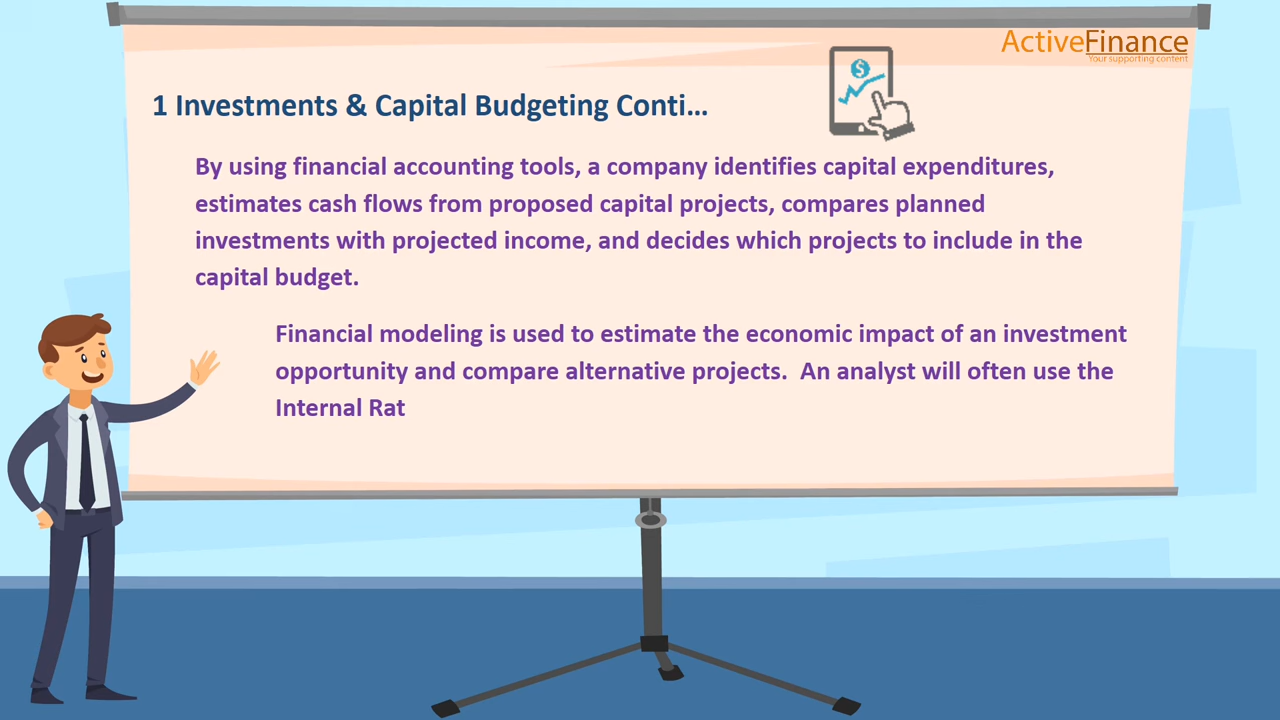 ActiveFinance
Your supporting content
1 Investments & Capital Budgeting Conti...
By using financial accounting tools, a company identifies capital expenditures,
estimates cash flows from proposed capital projects, compares planned
investments with projected income, and decides which projects to include in the
capital budget.
Financial modeling is used to estimate the economic impact of an investment
opportunity and compare alternative projects.  An analyst will often use the
Internal Rat